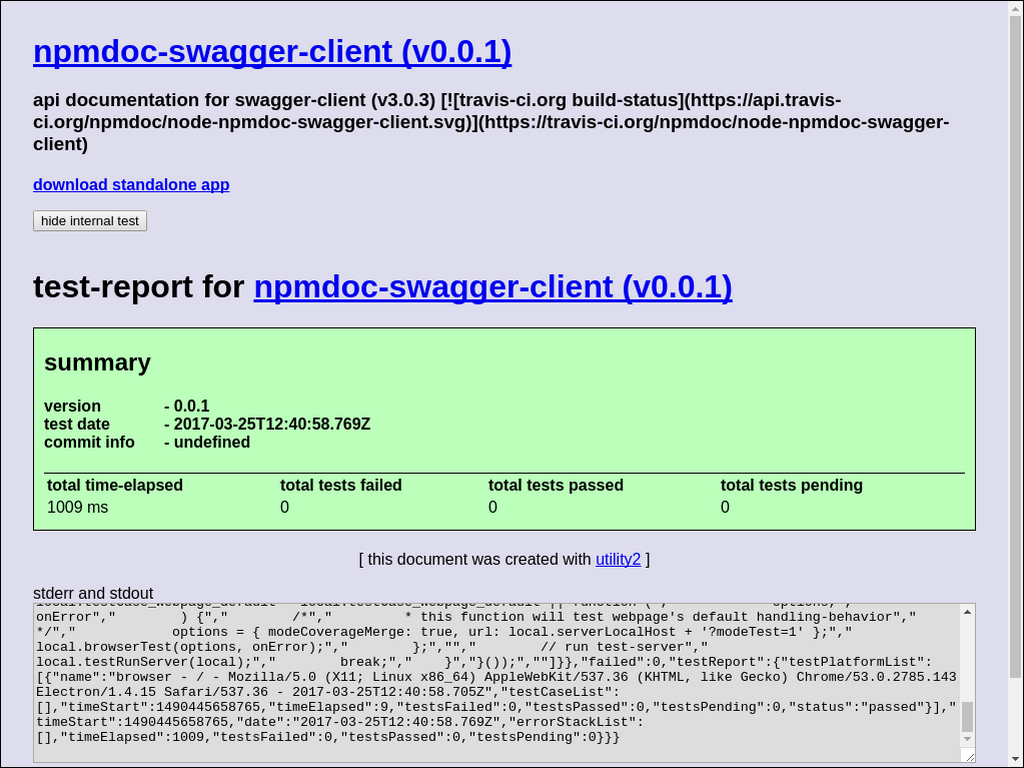 npmdoc-swagger-client (v0.0.1)
api documentation for swagger-client (v3.0.3) [![travis-ci.org build-status](https://api.travis-
ci.org/npmdoc/node-npmdoc-swagger-client.svg)](https://travis-ci.org/npmdoc/node-npmdoc-swagger-
client)
download standalone app
hide internal test
test-report for npmdoc-swagger-client (v0.0.1)
summary
version - 0.0.1
test date - 2017-03-25T12:40:58.769Z
commit info - undefined
total time-elapsed total tests failed total tests passed total tests pending
1009 ms 0 0 0
[ this document was created with utility2 ]
stderr and stdout
local.testCase_webpage_default = local.testCase_webpage_default || function (","            options,","
onError","        ) {","        /*","         * this function will test webpage's default handling-behavior","
*/","            options = { modeCoverageMerge: true, url: local.serverLocalHost + '?modeTest=1' };","
local.browserTest(options, onError);","        };","","        // run test-server","
local.testRunServer(local);","        break;","    }","}());",""]}},"failed":0,"testReport":{"testPlatformList":
[{"name":"browser - / - Mozilla/5.0 (X11; Linux x86_64) AppleWebKit/537.36 (KHTML, like Gecko) Chrome/53.0.2785.143
Electron/1.4.15 Safari/537.36 - 2017-03-25T12:40:58.705Z","testCaseList":
[],"timeStart":1490445658765,"timeElapsed":9,"testsFailed":0,"testsPassed":0,"testsPending":0,"status":"passed"}],"
timeStart":1490445658765,"date":"2017-03-25T12:40:58.769Z","errorStackList":
[],"timeElapsed":1009,"testsFailed":0,"testsPassed":0,"testsPending":0}}}